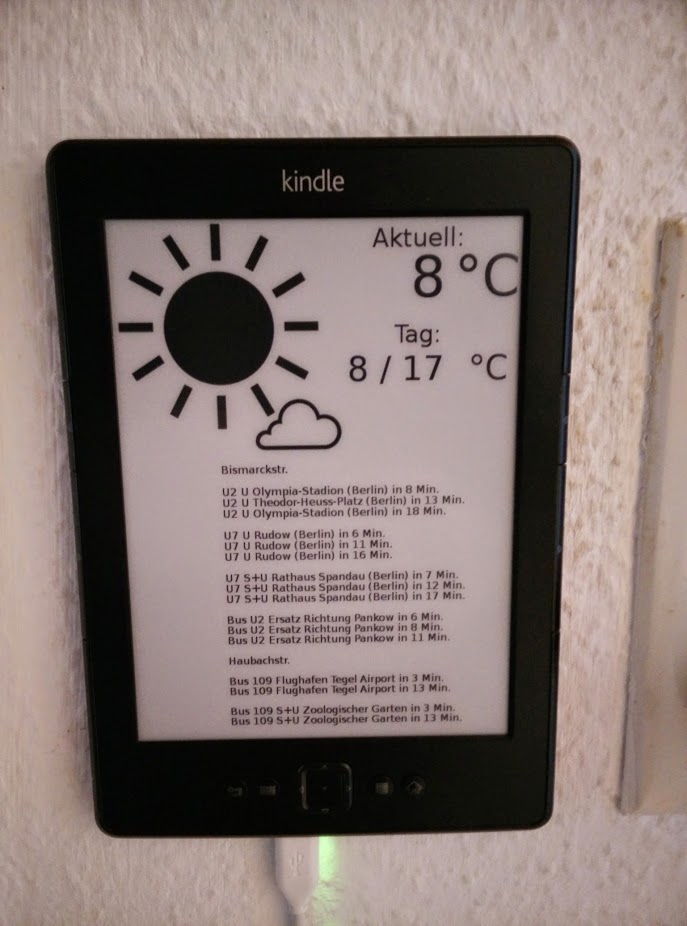 kindle
Aktuell:
8 °C
Tag:
8 / 17 °C
Bismarckstr.
U2 U Olympia-Stadion (Berlin) in 8 Min.
U2 U Theodor-Heuss-Platz (Berlin) in 13 Min.
U2 U Olympia-Stadion (Berlin) in 18 Min.
U7 U Rudow (Berlin) in 6 Min.
U7 U Rudow (Berlin) in 11 Min.
U7 U Rudow (Berlin) in 16 Min.
U7 S+U Rathaus Spandau (Berlin) in 7 Min.
U7 S+U Rathaus Spandau (Berlin) in 12 Min.
U7 S+U Rathaus Spandau (Berlin) in 17 Min.
Bus U2 Ersatz Richtung Pankow in 6 Min.
Bus U2 Ersatz Richtung Pankow in 8 Min.
Bus U2 Ersatz Richtung Pankow in 11 Min.
Haubachstr.
Bus 109 Flughafen Tegel Airport in 3 Min.
Bus 109 Flughafen Tegel Airport in 13 Min.
Bus 109 S+U Zoologischer Garten in 3 Min.
Bus 109 S+U Zoologischer Garten in 13 Min.